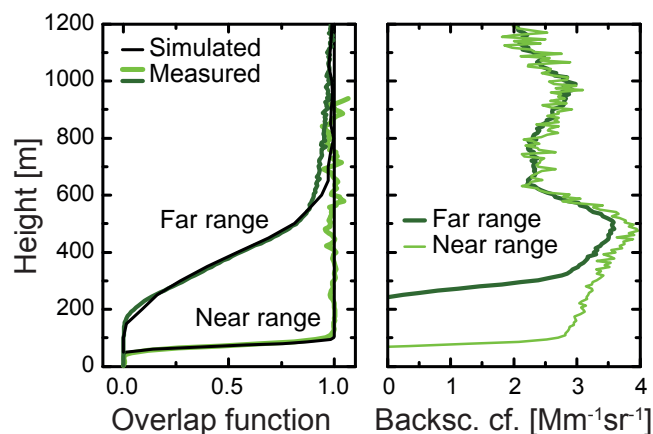 1200
1000
800
600
400
200
0
Height [m]
Simulated
Measured
Far range
Near range
0.0
0.5
1.0
Overlap function
Far range
Near range
0
1
2
3
4
Backsc. cf. [Mm⁻¹sr⁻¹]